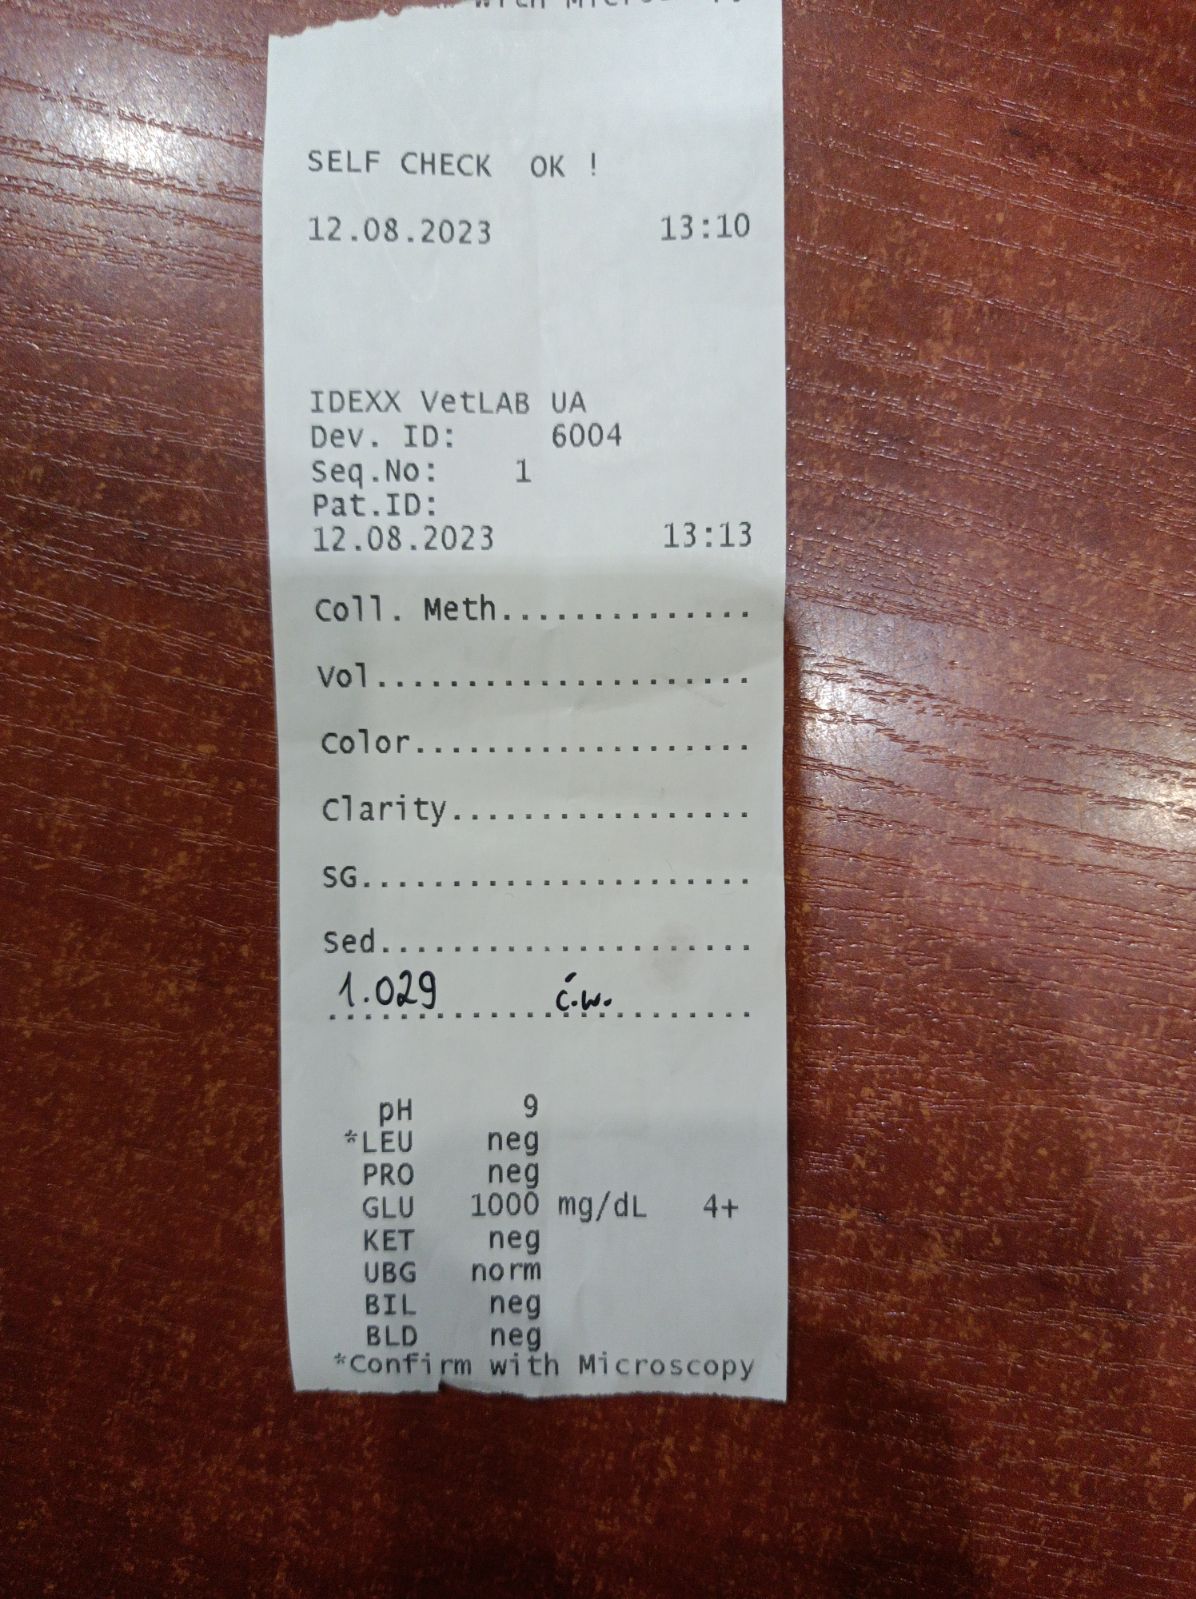 with Microscopy
SELF CHECK OK !
12.08.2023 13:10
IDEXX VetLAB UA
Dev. ID: 6004
Seq.No: 1
Pat.ID:
12.08.2023 13:13
Coll. Meth..............
Vol.....................
Color...................
Clarity.................
SG......................
Sed.....................
1.029 ć.w.
........................
pH 9
*LEU neg
PRO neg
GLU 1000 mg/dL 4+
KET neg
UBG norm
BIL neg
BLD neg
*Confirm with Microscopy